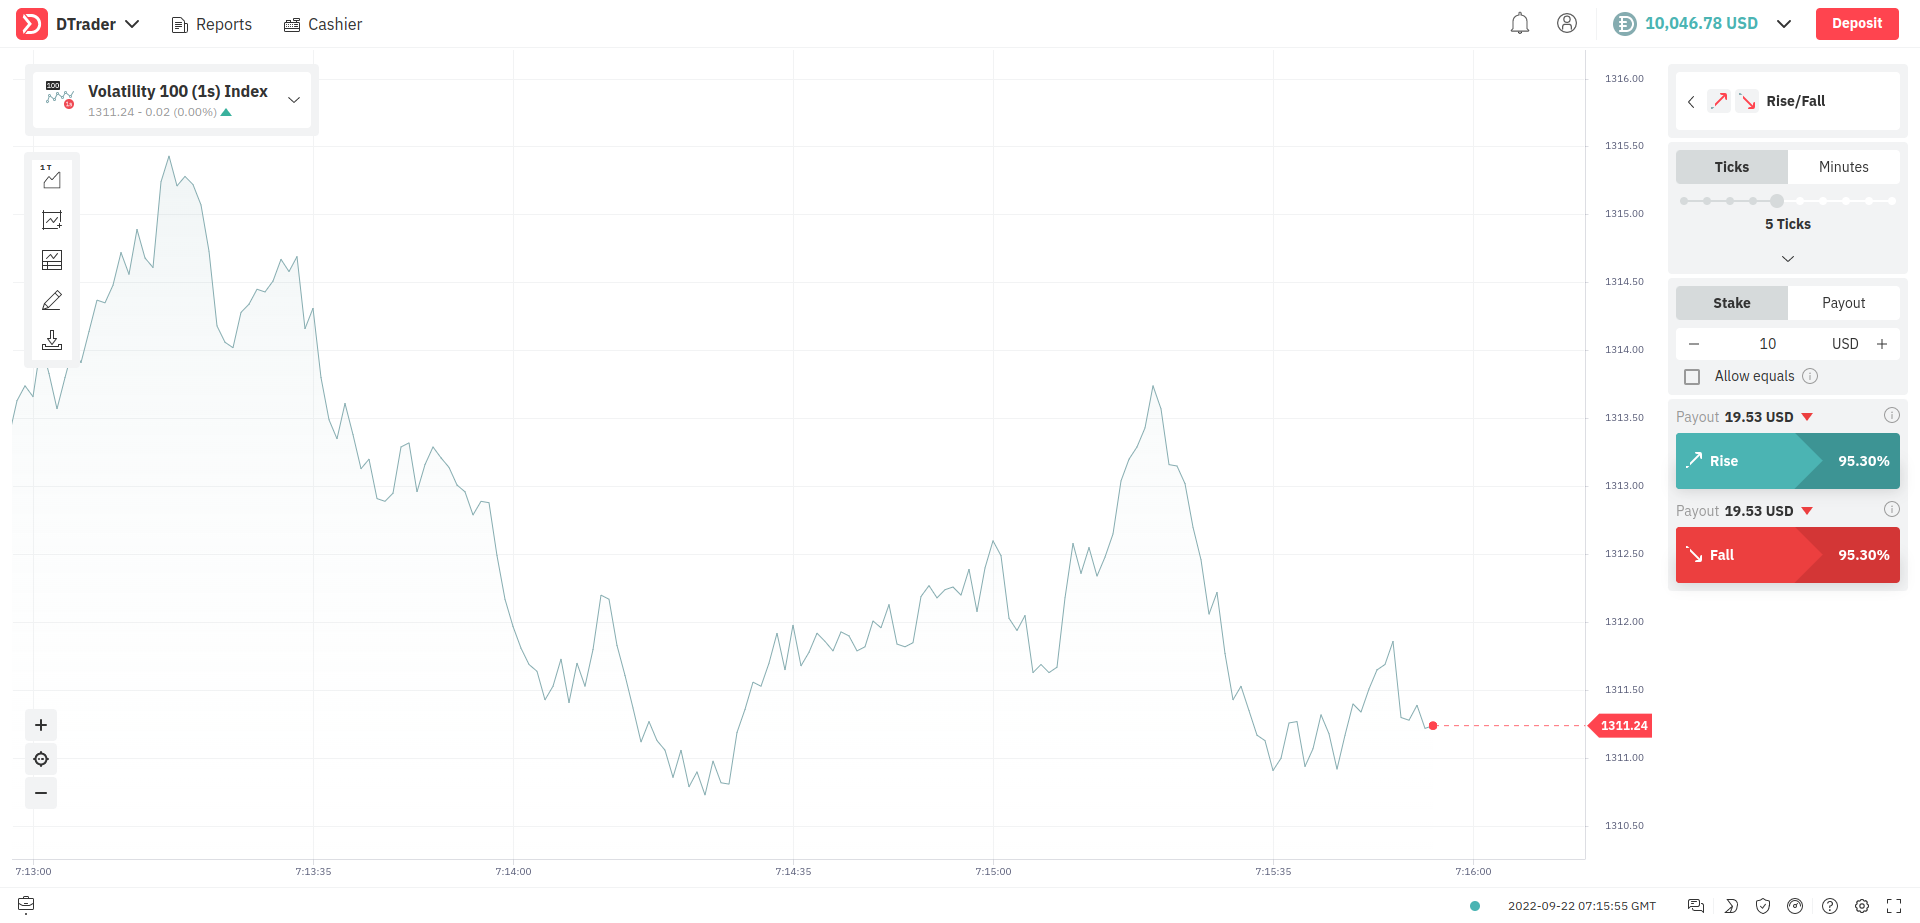 DTrader
Reports
Cashier
10,046.78 USD
Deposit
100
1s
Volatility 100 (1s) Index
1311.24 - 0.02 (0.00%)
1 T
1316.00
1315.50
1315.00
1314.50
1314.00
1313.50
1313.00
1312.50
1312.00
1311.50
1311.24
1311.00
1310.50
7:13:00
7:13:35
7:14:00
7:14:35
7:15:00
7:15:35
7:16:00
Rise/Fall
Ticks
Minutes
5 Ticks
Stake
Payout
10
USD
Allow equals
Payout 19.53 USD
Rise
95.30%
Payout 19.53 USD
Fall
95.30%
2022-09-22 07:15:55 GMT